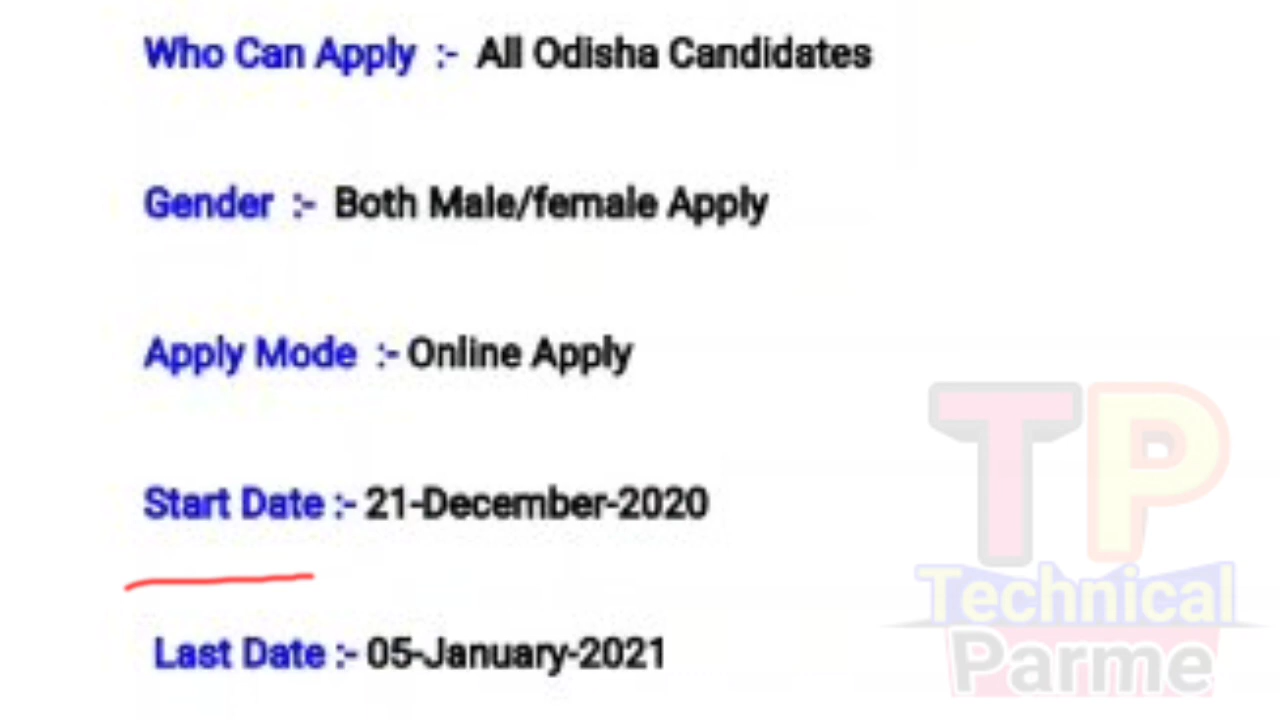 Who Can Apply :- All Odisha Candidates
Gender :- Both Male/female Apply
Apply Mode :- Online Apply
Start Date :- 21-December-2020
Last Date :- 05-January-2021
TP
Technical
Parme